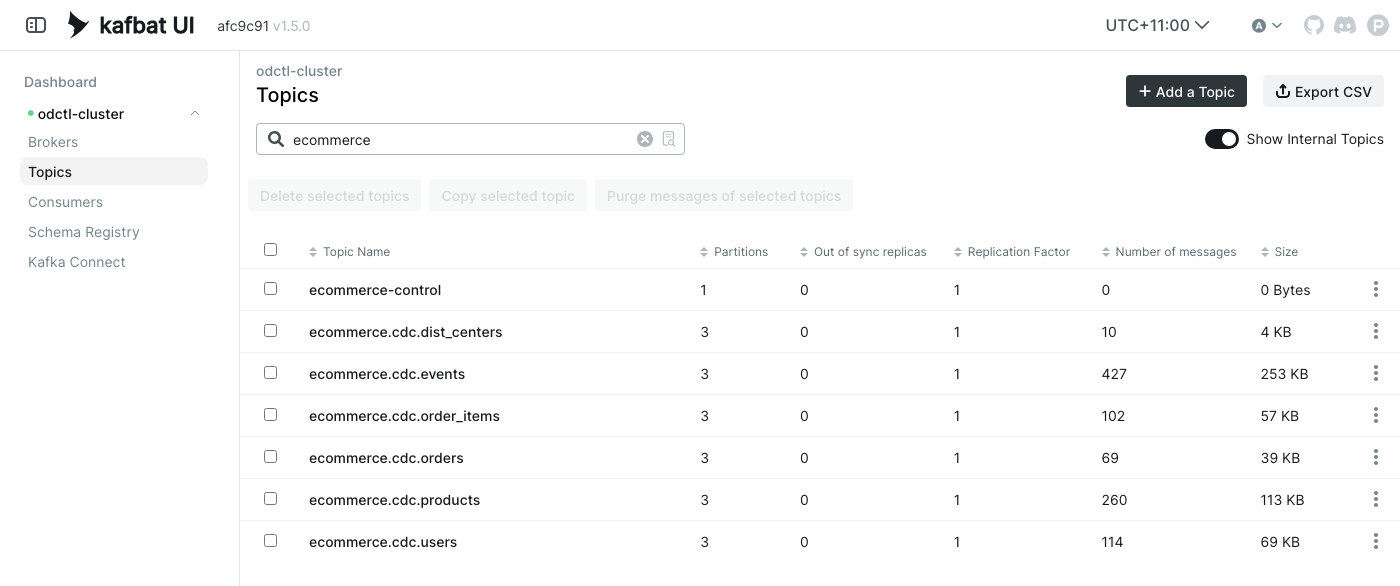 kafbat UI afc9c91 v1.5.0 UTC+11:00 A P
Dashboard
odctl-cluster
Brokers
Topics
Consumers
Schema Registry
Kafka Connect
odctl-cluster
Topics
+ Add a Topic Export CSV
ecommerce
Show Internal Topics
Delete selected topics Copy selected topic Purge messages of selected topics
Topic Name Partitions Out of sync replicas Replication Factor Number of messages Size
ecommerce-control 1 0 1 0 0 Bytes
ecommerce.cdc.dist_centers 3 0 1 10 4 KB
ecommerce.cdc.events 3 0 1 427 253 KB
ecommerce.cdc.order_items 3 0 1 102 57 KB
ecommerce.cdc.orders 3 0 1 69 39 KB
ecommerce.cdc.products 3 0 1 260 113 KB
ecommerce.cdc.users 3 0 1 114 69 KB